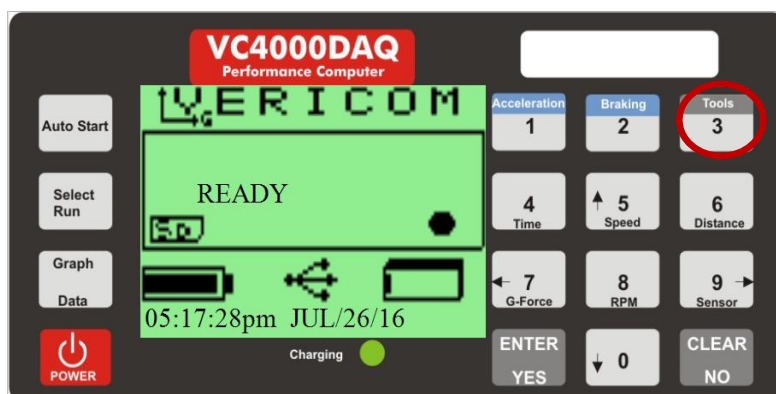 VC4000DAQ
Performance Computer
VERICOM
G
READY
SD
05:17:28pm JUL/26/16
Charging
Auto Start
Select
Run
Graph
Data
POWER
Acceleration
1
Braking
2
Tools
3
4
Time
5
Speed
6
Distance
7
G-Force
8
RPM
9
Sensor
ENTER
YES
0
CLEAR
NO